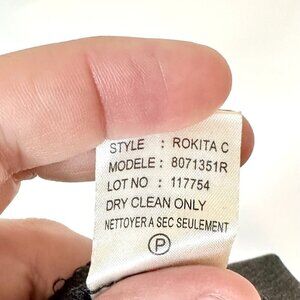 STYLE : ROKITA C
MODELE : 8071351R
LOT NO : 117754
DRY CLEAN ONLY
NETTOYER A SEC SEULEMENT
P